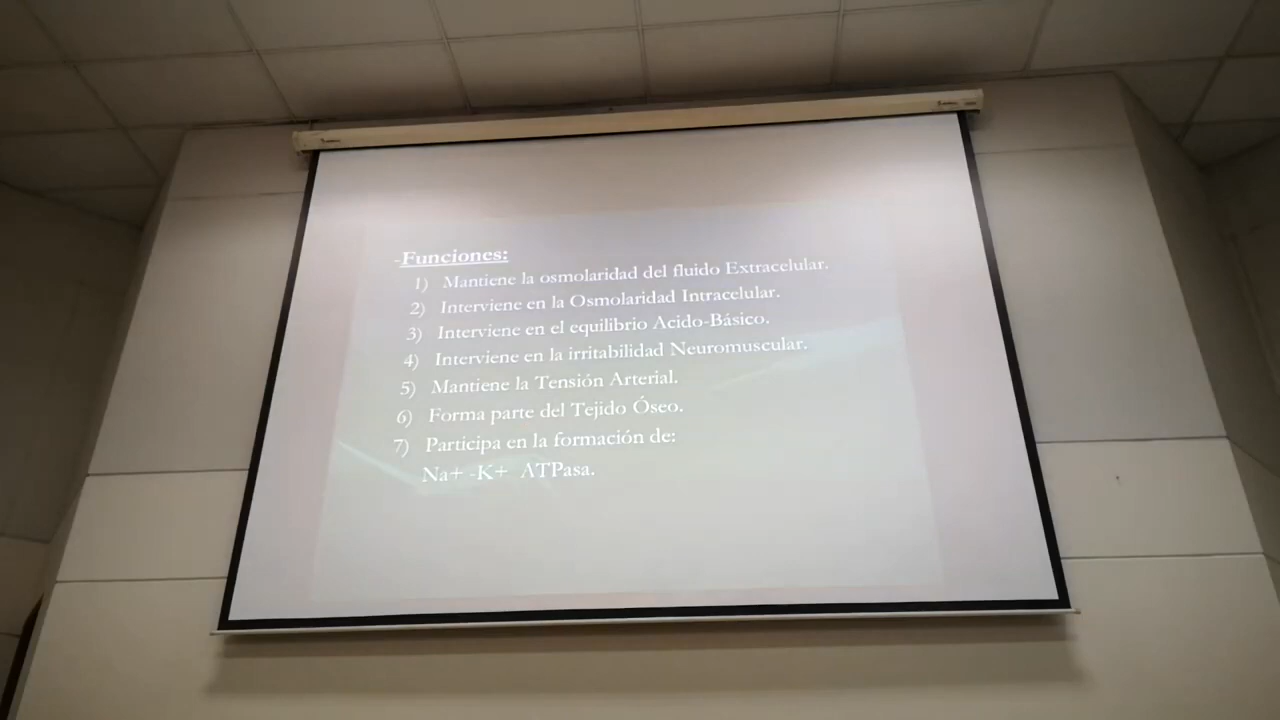 -Funciones:
1) Mantiene la osmolaridad del fluido Extracelular.
2) Interviene en la Osmolaridad Intracelular.
3) Interviene en el equilibrio Acido-Básico.
4) Interviene en la irritabilidad Neuromuscular.
5) Mantiene la Tensión Arterial.
6) Forma parte del Tejido Óseo.
7) Participa en la formación de:
Na+ -K+ ATPasa.